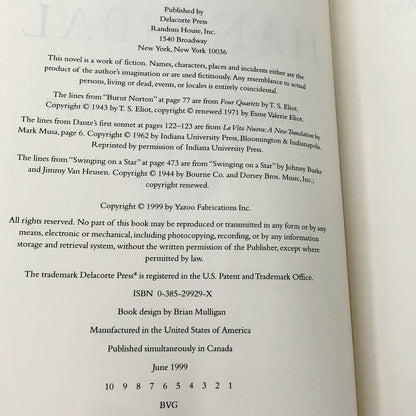 Published by
Delacorte Press
Random House, Inc.
1540 Broadway
New York, New York 10036
This novel is a work of fiction. Names, characters, places and incidents either are the
product of the author's imagination or are used fictitiously. Any resemblance to actual
persons, living or dead, events, or locales is entirely coincidental.
The lines from "Burnt Norton" at page 77 are from Four Quartets by T. S. Eliot.
Copyright © 1943 by T. S. Eliot, copyright © renewed 1971 by Esme Valerie Eliot.
The lines from Dante's first sonnet at pages 122–123 are from La Vita Nuova: A New Translation by
Mark Musa, page 6. Copyright © 1962 by Indiana University Press, Bloomington & Indianapolis.
Reprinted by permission of Indiana University Press.
The lines from "Swinging on a Star" at page 473 are from "Swinging on a Star" by Johnny Burke
and Jimmy Van Heusen. Copyright © 1944 by Bourne Co. and Dorsey Bros. Music, Inc.,
copyright renewed.
Copyright © 1999 by Yazoo Fabrications Inc.
All rights reserved. No part of this book may be reproduced or transmitted in any form or by any
means, electronic or mechanical, including photocopying, recording, or by any information
storage and retrieval system, without the written permission of the Publisher, except where
permitted by law.
The trademark Delacorte Press® is registered in the U.S. Patent and Trademark Office.
ISBN 0-385-29929-X
Book design by Brian Mulligan
Manufactured in the United States of America
Published simultaneously in Canada
June 1999
10 9 8 7 6 5 4 3 2 1
BVG